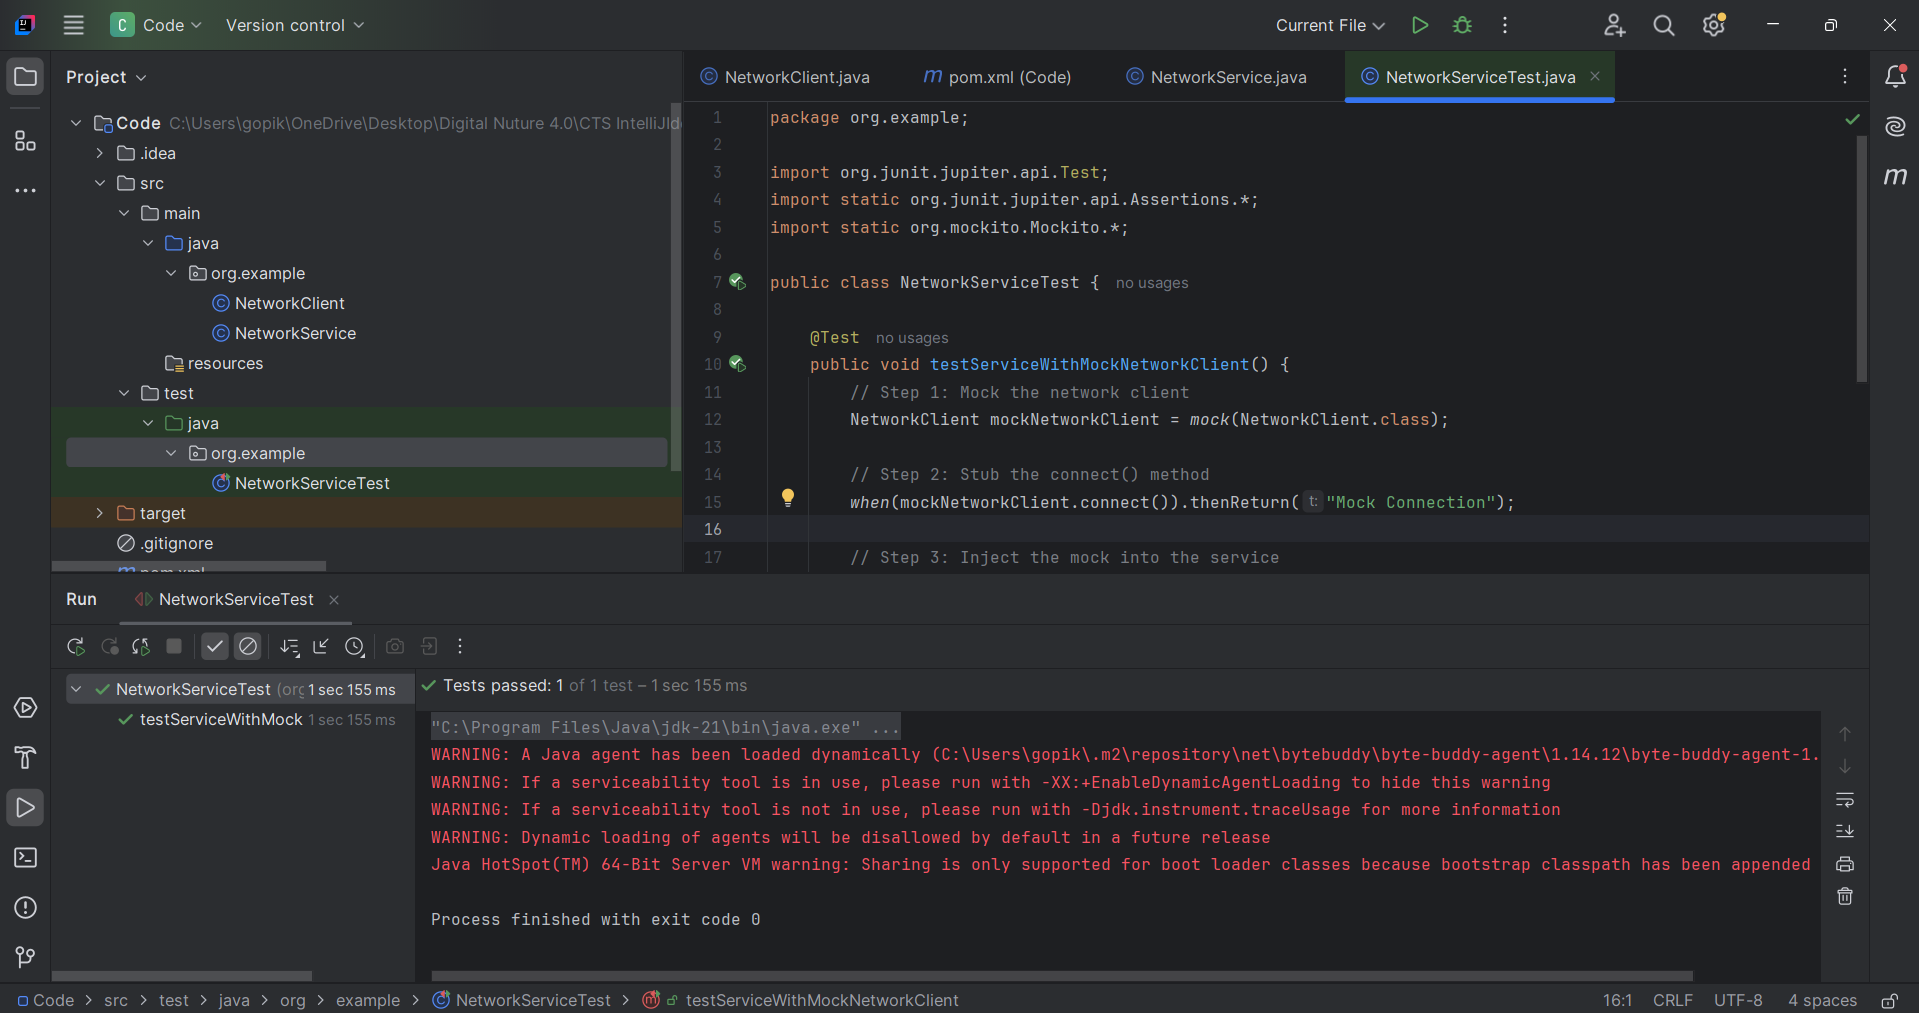 C Code Version control Current File
Project
Code C:\Users\gopik\OneDrive\Desktop\Digital Nuture 4.0\CTS IntelliJIde
.idea
src
main
java
org.example
NetworkClient
NetworkService
resources
test
java
org.example
NetworkServiceTest
target
.gitignore
pom.xml
NetworkClient.java pom.xml (Code) NetworkService.java NetworkServiceTest.java
1 package org.example;
2
3 import org.junit.jupiter.api.Test;
4 import static org.junit.jupiter.api.Assertions.*;
5 import static org.mockito.Mockito.*;
6
7 public class NetworkServiceTest { no usages
8
9 @Test no usages
10 public void testServiceWithMockNetworkClient() {
11 // Step 1: Mock the network client
12 NetworkClient mockNetworkClient = mock(NetworkClient.class);
13
14 // Step 2: Stub the connect() method
15 when(mockNetworkClient.connect()).thenReturn( t: "Mock Connection");
16
17 // Step 3: Inject the mock into the service
Run NetworkServiceTest
NetworkServiceTest (org 1 sec 155 ms
testServiceWithMock 1 sec 155 ms
Tests passed: 1 of 1 test – 1 sec 155 ms
"C:\Program Files\Java\jdk-21\bin\java.exe" ...
WARNING: A Java agent has been loaded dynamically (C:\Users\gopik\.m2\repository\net\bytebuddy\byte-buddy-agent\1.14.12\byte-buddy-agent-1.
WARNING: If a serviceability tool is in use, please run with -XX:+EnableDynamicAgentLoading to hide this warning
WARNING: If a serviceability tool is not in use, please run with -Djdk.instrument.traceUsage for more information
WARNING: Dynamic loading of agents will be disallowed by default in a future release
Java HotSpot(TM) 64-Bit Server VM warning: Sharing is only supported for boot loader classes because bootstrap classpath has been appended
Process finished with exit code 0
Code > src > test > java > org > example > NetworkServiceTest > testServiceWithMockNetworkClient 16:1 CRLF UTF-8 4 spaces